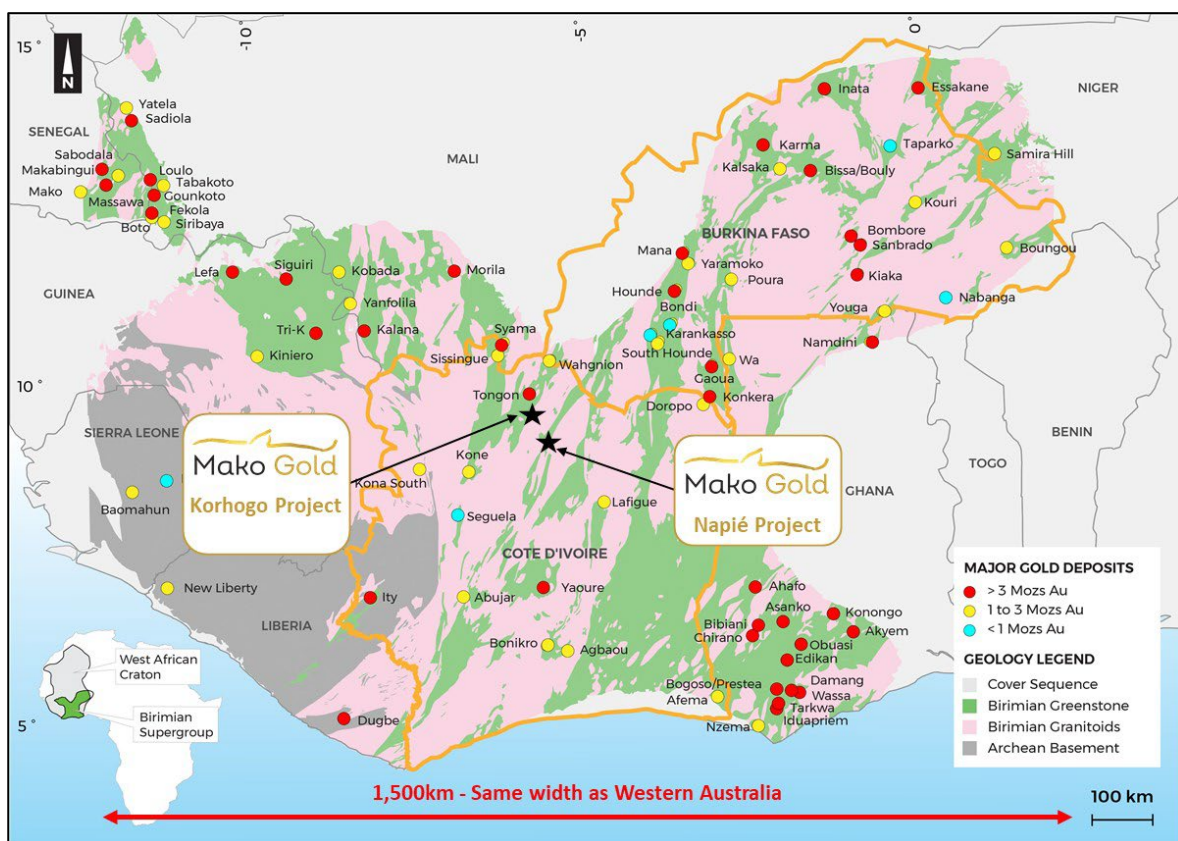 15°
-10
-5
0
N
Yatela
Sadiola
SENEGAL
Sabodala
Makabingui
Mako
Massawa
Loulo
Tabakoto
Gounkoto
Fekola
Boto
Siribaya
MALI
NIGER
Inata
Essakane
Karma
Kalsaka
Bissa/Bouly
Taparko
Samira Hill
Kouri
BURKINA FASO
Bombore
Sanbrado
Boungou
Mana
Yaramoko
Poura
Kiaka
Hounde
Bondi
Nabanga
Youga
Karankasso
South Hounde
Namdini
Wa
Gaoua
Konkera
Doropo
GUINEA
Lefa
Siguiri
Kobada
Morila
Yanfolila
Tri-K
Kalana
Kiniero
Syama
Sissingue
Wahgnion
10°
Tongon
SIERRA LEONE
Baomahun
Mako Gold
Korhogo Project
Kona South
Kone
Mako Gold
Napié Project
GHANA
TOGO
BENIN
Seguela
Lafigue
COTE D'IVOIRE
New Liberty
LIBERIA
Ity
Abujar
Yaoure
Bonikro
Agbaou
Dugbe
5°
Ahafo
Asanko
Konongo
Bibiani
Chirano
Akyem
Obuasi
Edikan
Damang
Bogoso/Prestea
Wassa
Afema
Tarkwa
Iduapriem
Nzema
MAJOR GOLD DEPOSITS
> 3 Mozs Au
1 to 3 Mozs Au
< 1 Mozs Au
GEOLOGY LEGEND
Cover Sequence
Birimian Greenstone
Birimian Granitoids
Archean Basement
West African
Craton
Birimian
Supergroup
1,500km - Same width as Western Australia
100 km